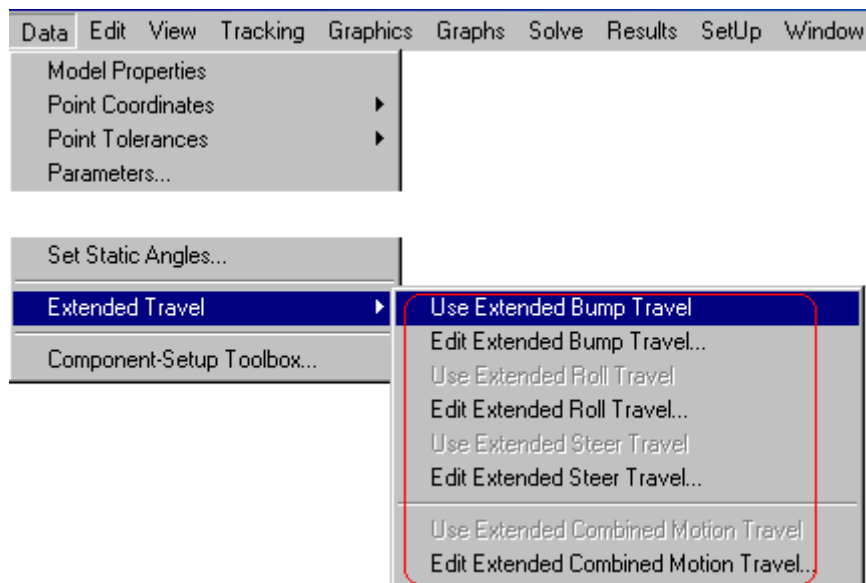 Data Edit View Tracking Graphics Graphs Solve Results SetUp Window
Model Properties
Point Coordinates
Point Tolerances
Parameters...
Set Static Angles...
Extended Travel
Component-Setup Toolbox...
Use Extended Bump Travel
Edit Extended Bump Travel...
Use Extended Roll Travel
Edit Extended Roll Travel...
Use Extended Steer Travel
Edit Extended Steer Travel...
Use Extended Combined Motion Travel
Edit Extended Combined Motion Travel...